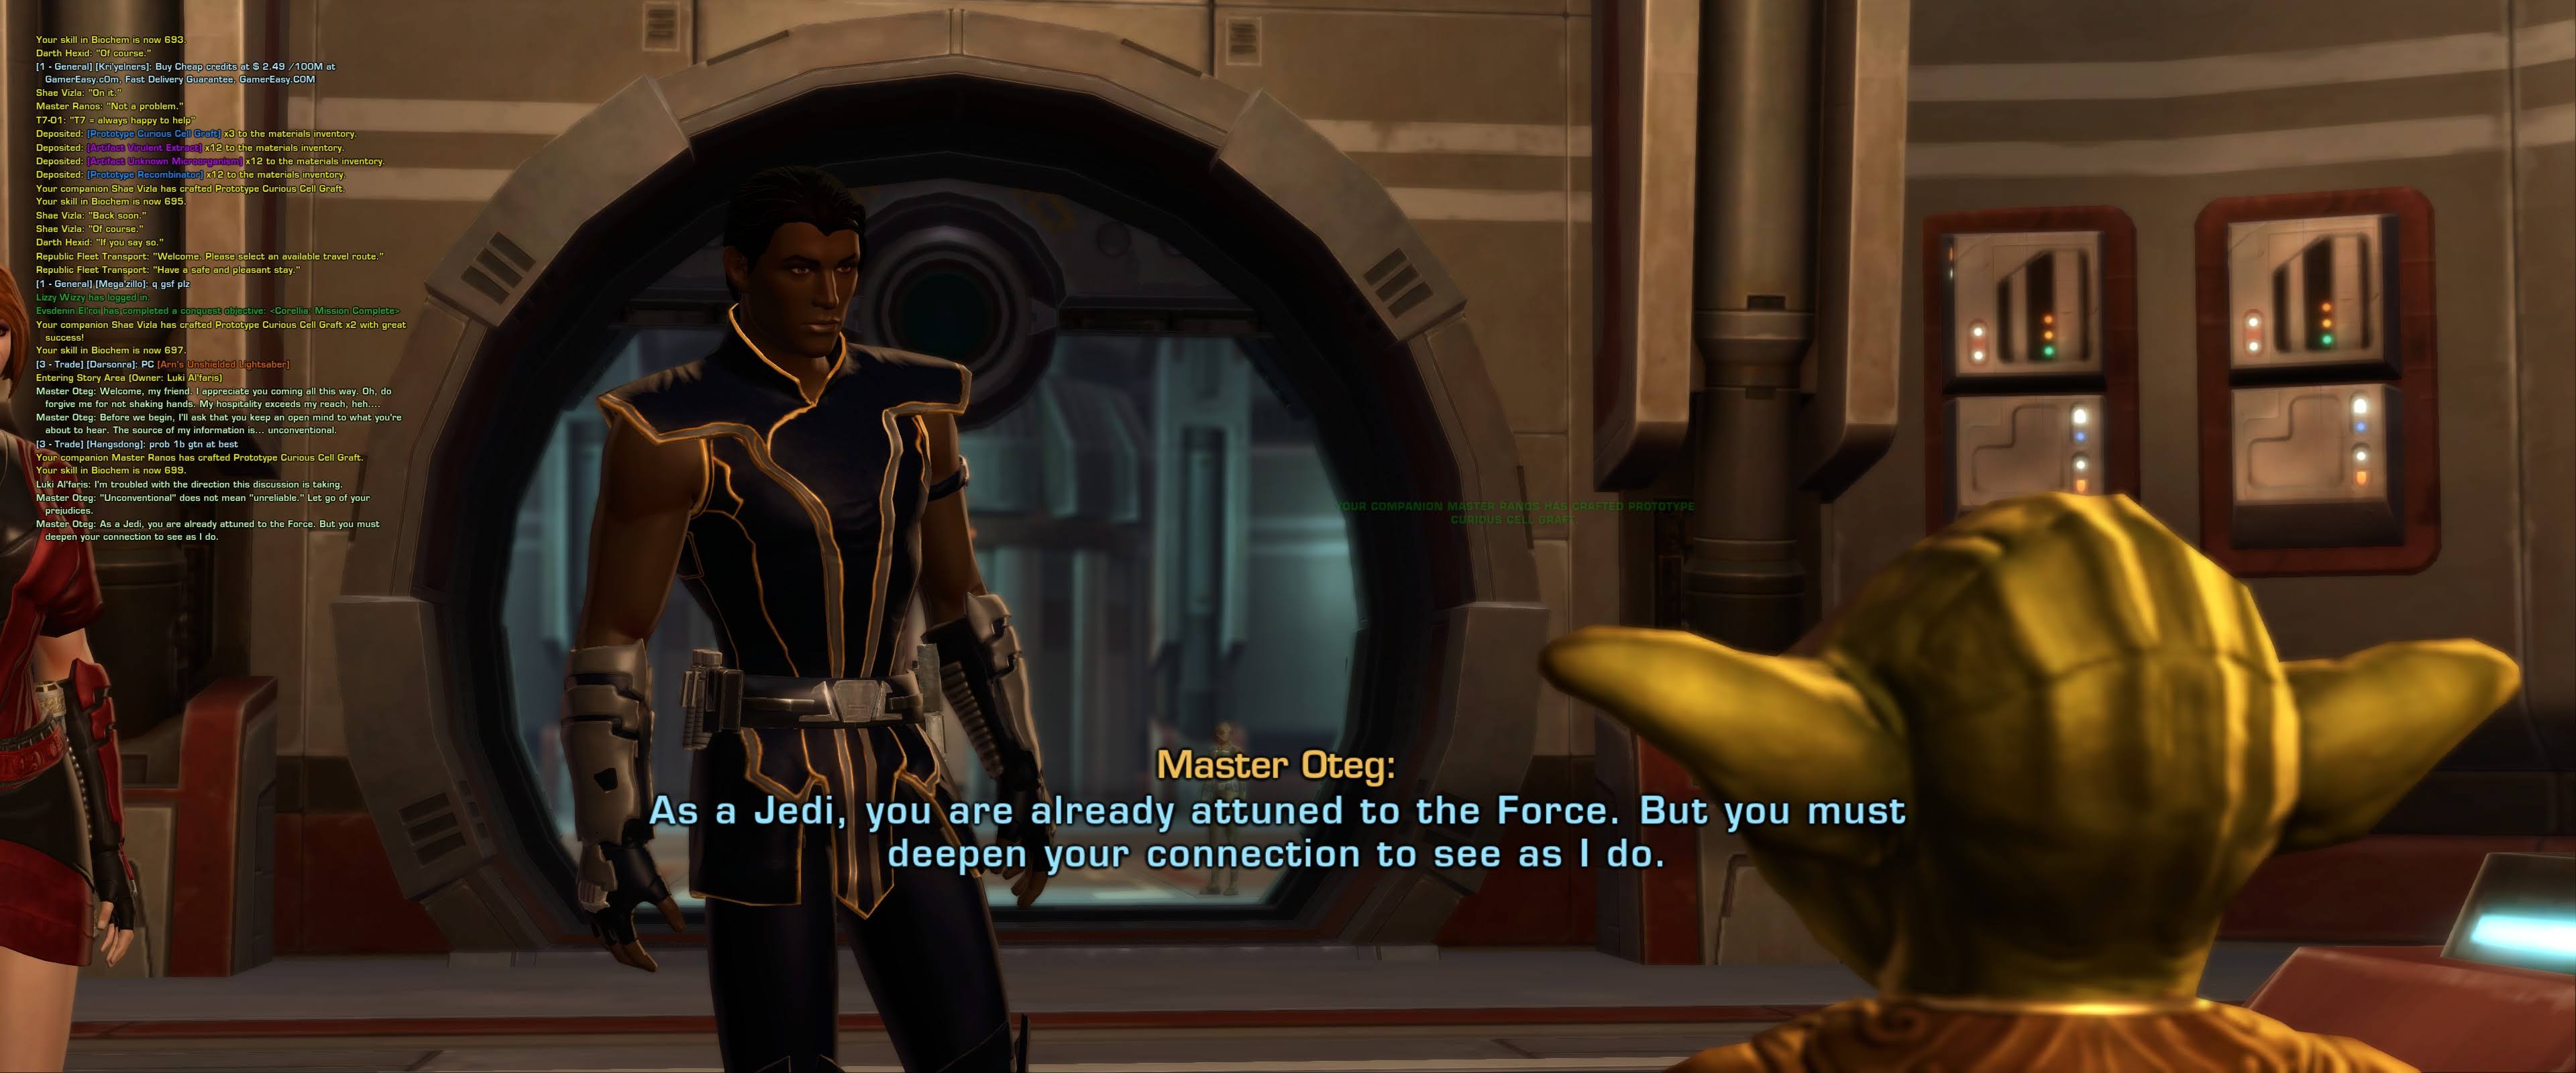 Your skill in Biochem is now 693.
Darth Hexid: "Of course."
[1 - General] [Kri'yelners]: Buy Cheap credits at $ 2.49 /100M at
GamerEasy.cOm, Fast Delivery Guarantee, GamerEasy.COM
Shae Vizla: "On it."
Master Ranos: "Not a problem."
T7-01: "T7 = always happy to help"
Deposited: [Prototype Curious Cell Graft] x3 to the materials inventory.
Deposited: [Artifact Virulent Extract] x12 to the materials inventory.
Deposited: [Artifact Unknown Microorganism] x12 to the materials inventory.
Deposited: [Prototype Recombinator] x12 to the materials inventory.
Your companion Shae Vizla has crafted Prototype Curious Cell Graft.
Your skill in Biochem is now 695.
Shae Vizla: "Back soon."
Shae Vizla: "Of course."
Darth Hexid: "If you say so."
Republic Fleet Transport: "Welcome. Please select an available travel route."
Republic Fleet Transport: "Have a safe and pleasant stay."
[1 - General] [Mega'zillo]: q gsf plz
Lizzy Wizzy has logged in
Evsdenin El'roi has completed a conquest objective: <Corellia: Mission Complete>
Your companion Shae Vizla has crafted Prototype Curious Cell Graft x2 with great
success!
Your skill in Biochem is now 697.
[3 - Trade] [Darsonra]: PC [Arn's Unshielded Lightsaber]
Entering Story Area (Owner: Luki Al'faris)
Master Oteg: Welcome, my friend. I appreciate you coming all this way. Oh, do
forgive me for not shaking hands. My hospitality exceeds my reach, heh....
Master Oteg: Before we begin, I'll ask that you keep an open mind to what you're
about to hear. The source of my information is... unconventional.
[3 - Trade] [Hangsdong]: prob 1b gtn at best
Your companion Master Ranos has crafted Prototype Curious Cell Graft.
Your skill in Biochem is now 699.
Luki Al'faris: I'm troubled with the direction this discussion is taking.
Master Oteg: "Unconventional" does not mean "unreliable." Let go of your
prejudices.
Master Oteg: As a Jedi, you are already attuned to the Force. But you must
deepen your connection to see as I do.
YOUR COMPANION MASTER RANOS HAS CRAFTED PROTOTYPE
CURIOUS CELL GRAFT.
Master Oteg:
As a Jedi, you are already attuned to the Force. But you must
deepen your connection to see as I do.